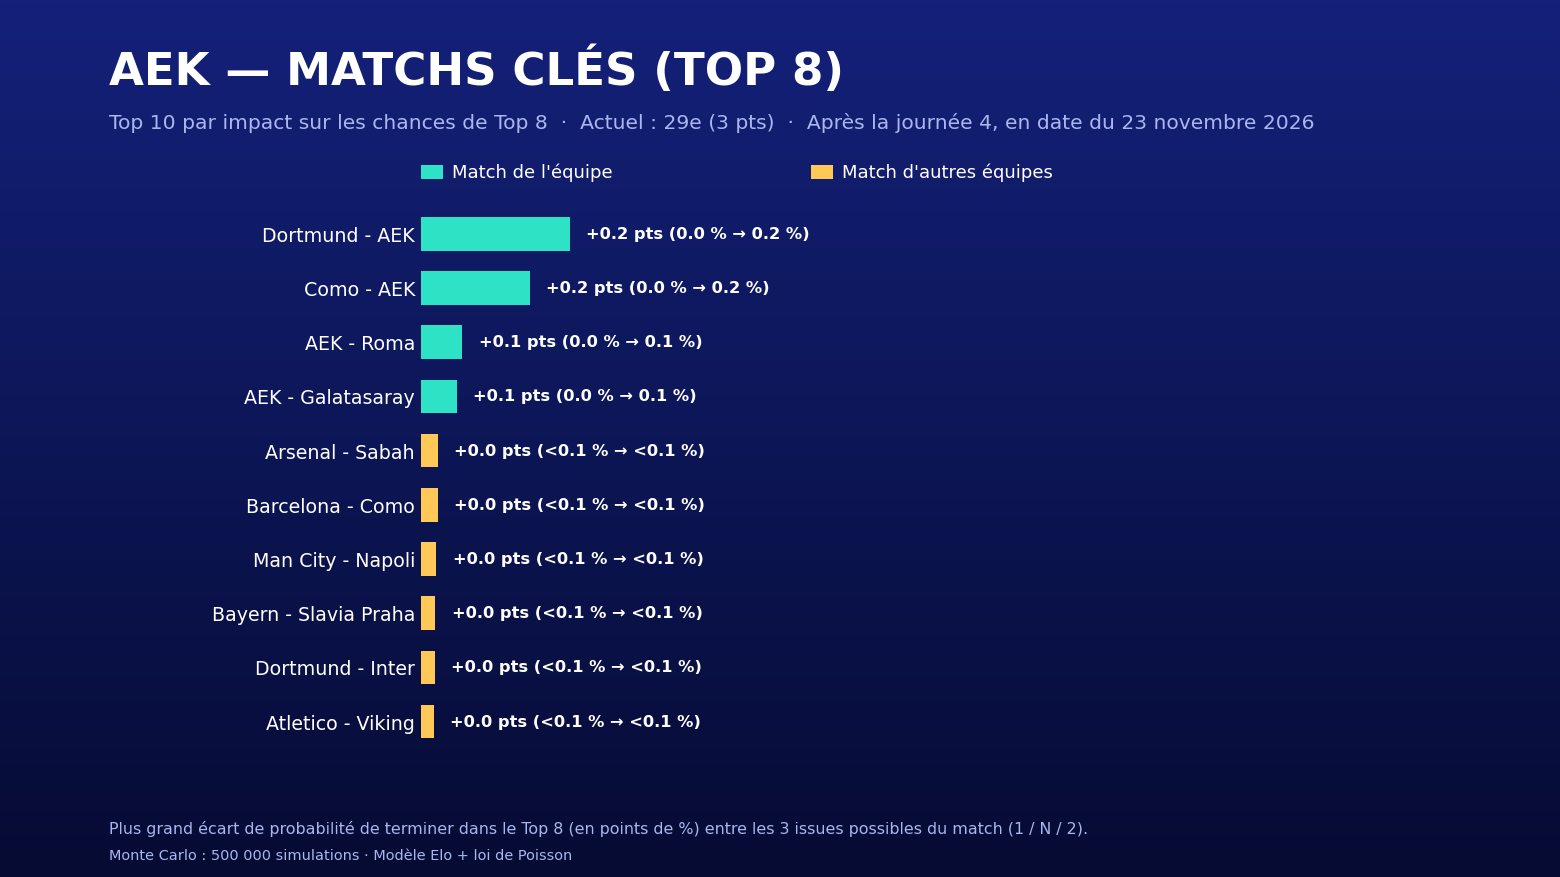 AEK — MATCHS CLÉS (TOP 8)
Top 10 par impact sur les chances de Top 8 · Actuel : 29e (3 pts) · Après la journée 4, en date du 23 novembre 2026
Match de l'équipe
Match d'autres équipes
Dortmund - AEK +0.2 pts (0.0 % → 0.2 %)
Como - AEK +0.2 pts (0.0 % → 0.2 %)
AEK - Roma +0.1 pts (0.0 % → 0.1 %)
AEK - Galatasaray +0.1 pts (0.0 % → 0.1 %)
Arsenal - Sabah +0.0 pts (<0.1 % → <0.1 %)
Barcelona - Como +0.0 pts (<0.1 % → <0.1 %)
Man City - Napoli +0.0 pts (<0.1 % → <0.1 %)
Bayern - Slavia Praha +0.0 pts (<0.1 % → <0.1 %)
Dortmund - Inter +0.0 pts (<0.1 % → <0.1 %)
Atletico - Viking +0.0 pts (<0.1 % → <0.1 %)
Plus grand écart de probabilité de terminer dans le Top 8 (en points de %) entre les 3 issues possibles du match (1 / N / 2).
Monte Carlo : 500 000 simulations · Modèle Elo + loi de Poisson